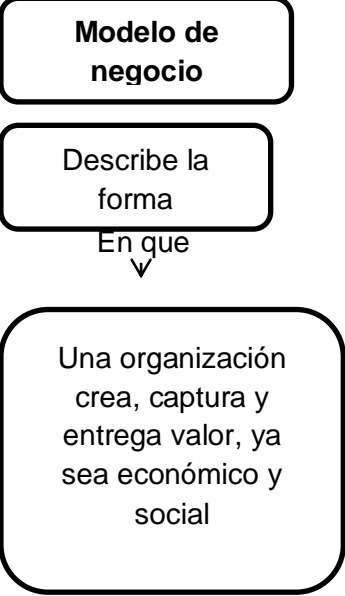 Modelo de
negocio
Describe la
forma
En que
Una organización
crea, captura y
entrega valor, ya
sea económico y
social